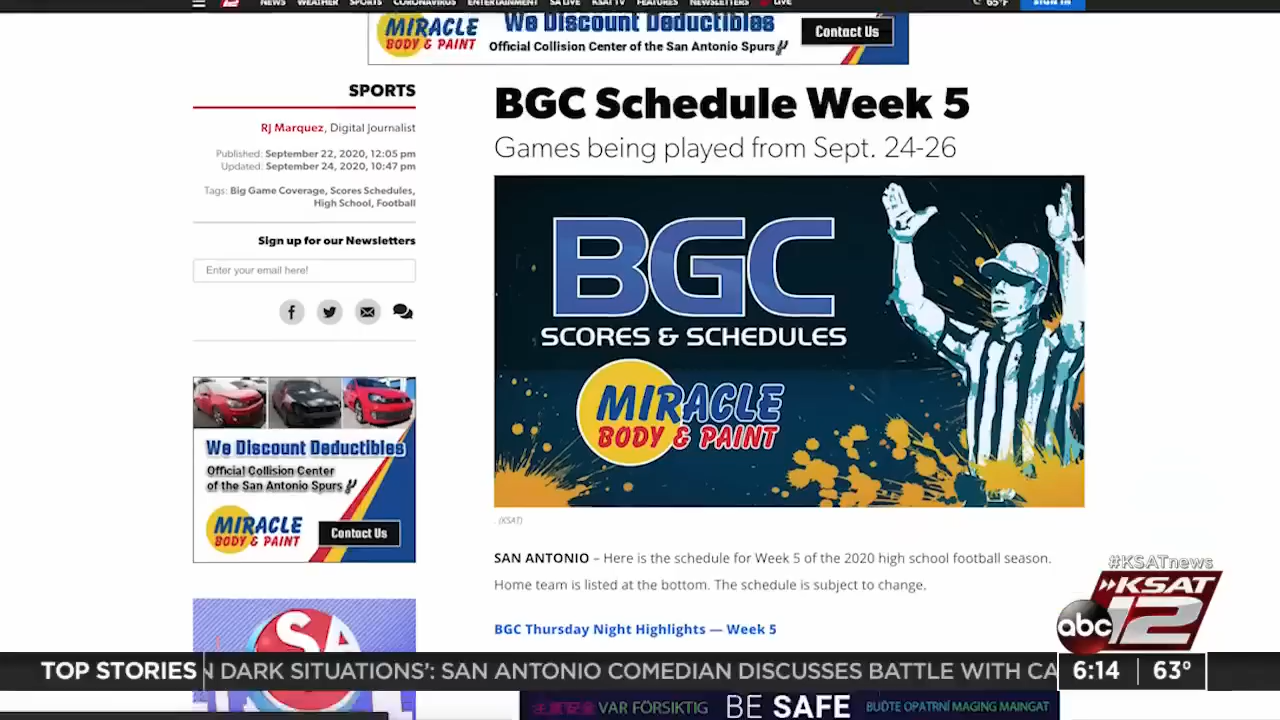 12
NEWS WEATHER SPORTS CORONAVIRUS ENTERTAINMENT SA LIVE KSAT TV FEATURES NEWSLETTERS LIVE
65°F
SIGN IN
MIRACLE
BODY & PAINT
We Discount Deductibles
Official Collision Center of the San Antonio Spurs
Contact Us
SPORTS
RJ Marquez, Digital Journalist
Published: September 22, 2020, 12:05 pm
Updated: September 24, 2020, 10:47 pm
Tags: Big Game Coverage, Scores Schedules,
High School, Football
Sign up for our Newsletters
Enter your email here!
We Discount Deductibles
Official Collision Center
of the San Antonio Spurs
MIRACLE
BODY & PAINT
Contact Us
SA
BGC Schedule Week 5
Games being played from Sept. 24-26
BGC
SCORES & SCHEDULES
MIRACLE
BODY & PAINT
(KSAT)
SAN ANTONIO – Here is the schedule for Week 5 of the 2020 high school football season.
Home team is listed at the bottom. The schedule is subject to change.
BGC Thursday Night Highlights — Week 5
#KSATnews
KSAT
abc 12
TOP STORIES
N DARK SITUATIONS': SAN ANTONIO COMEDIAN DISCUSSES BATTLE WITH CA
6:14 63°
VAR FÖRSIKTIG BE SAFE BUĎTE OPATRNÍ MAGING MAINGAT